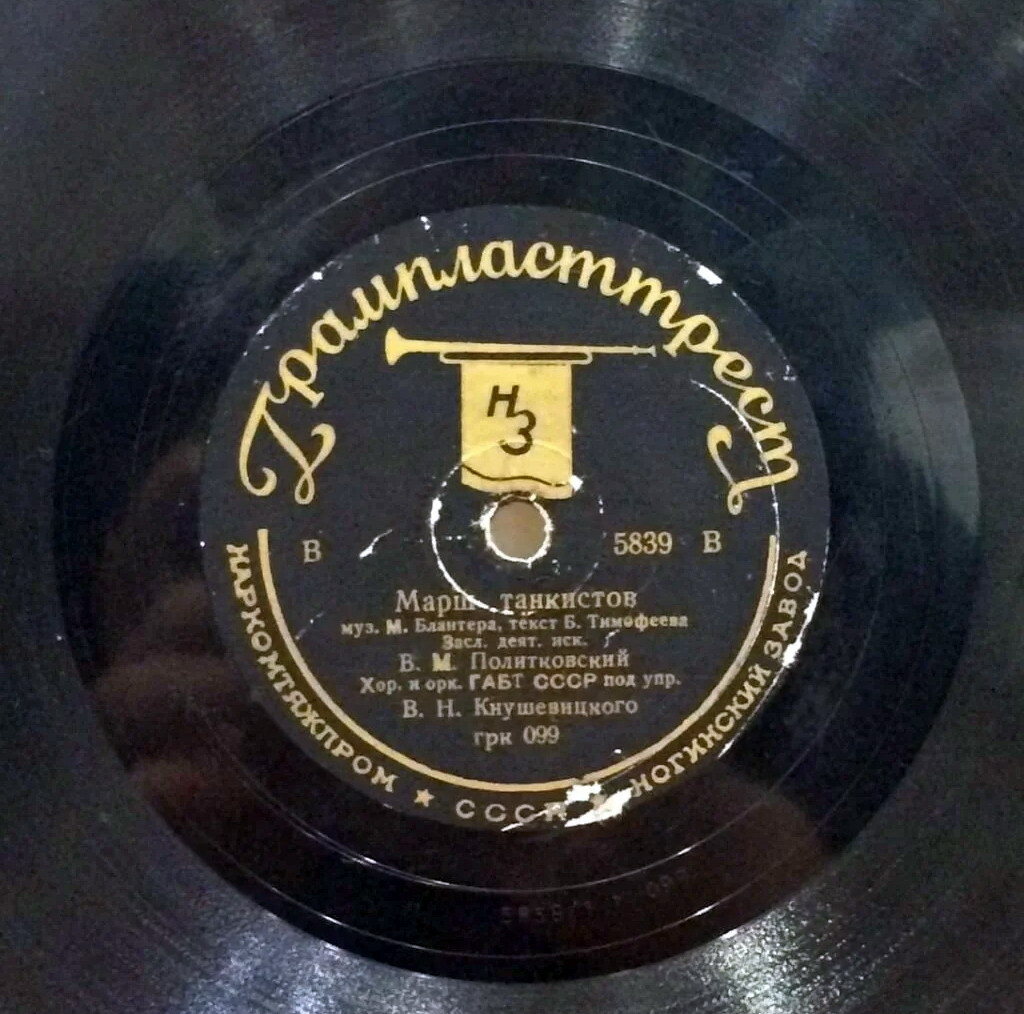 Грампласттрест
НЗ
В 5839 В
Марш танкистов
муз. М. Блантера, текст Б. Тимофеева
Засл. деят. иск.
В. М. Политковский
Хор. и орк. ГАБТ СССР под упр.
В. Н. Кнушевицкого
грк 099
НАРКОМТЯЖПРОМ ★ СССР ★ НОГИНСКИЙ ЗАВОД